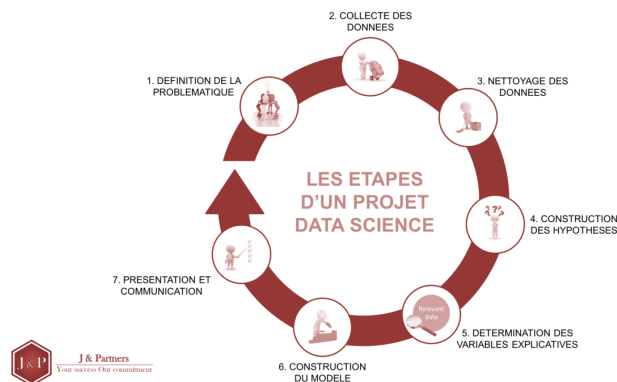 2. COLLECTE DES
DONNEES
1. DEFINITION DE LA
PROBLEMATIQUE
3. NETTOYAGE DES
DONNEES
LES ETAPES
D'UN PROJET
DATA SCIENCE
???
4. CONSTRUCTION
DES HYPOTHESES
7. PRESENTATION ET
COMMUNICATION
Relevant
data
5. DETERMINATION DES
VARIABLES EXPLICATIVES
6. CONSTRUCTION
DU MODELE
J&P
J & Partners
Your success Our commitment